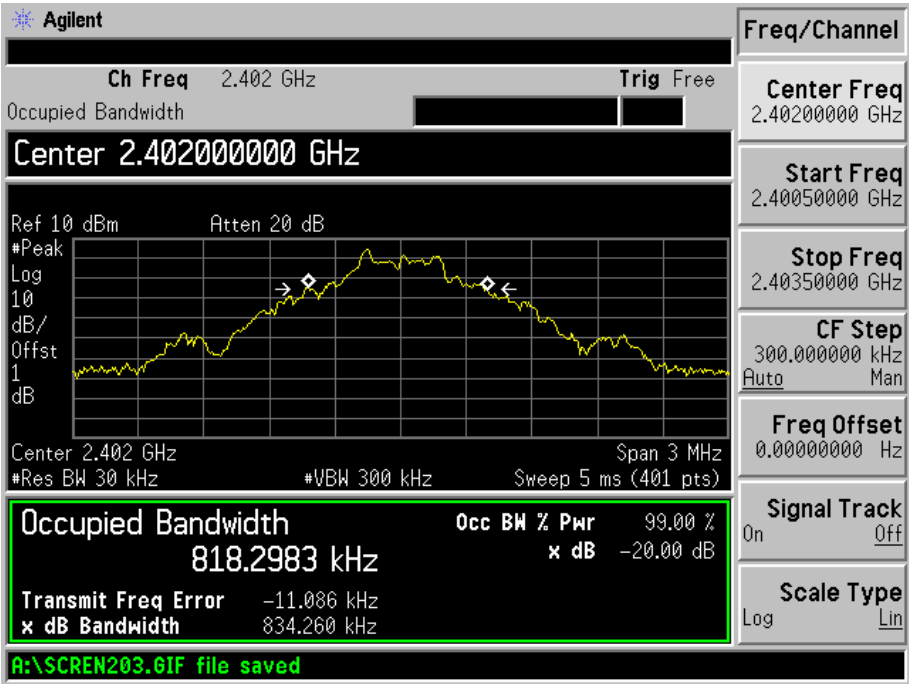 Agilent
Freq/Channel
Ch Freq 2.402 GHz Trig Free
Occupied Bandwidth
Center 2.402000000 GHz
Ref 10 dBm Atten 20 dB
#Peak
Log
10
dB/
Offst
1
dB
Center 2.402 GHz Span 3 MHz
#Res BW 30 kHz #VBW 300 kHz Sweep 5 ms (401 pts)
Occupied Bandwidth
818.2983 kHz
Occ BW % Pwr 99.00 %
x dB -20.00 dB
Transmit Freq Error -11.086 kHz
x dB Bandwidth 834.260 kHz
A:\SCREN203.GIF file saved
Center Freq
2.40200000 GHz
Start Freq
2.40050000 GHz
Stop Freq
2.40350000 GHz
CF Step
300.000000 kHz
Auto Man
Freq Offset
0.00000000 Hz
Signal Track
On Off
Scale Type
Log Lin